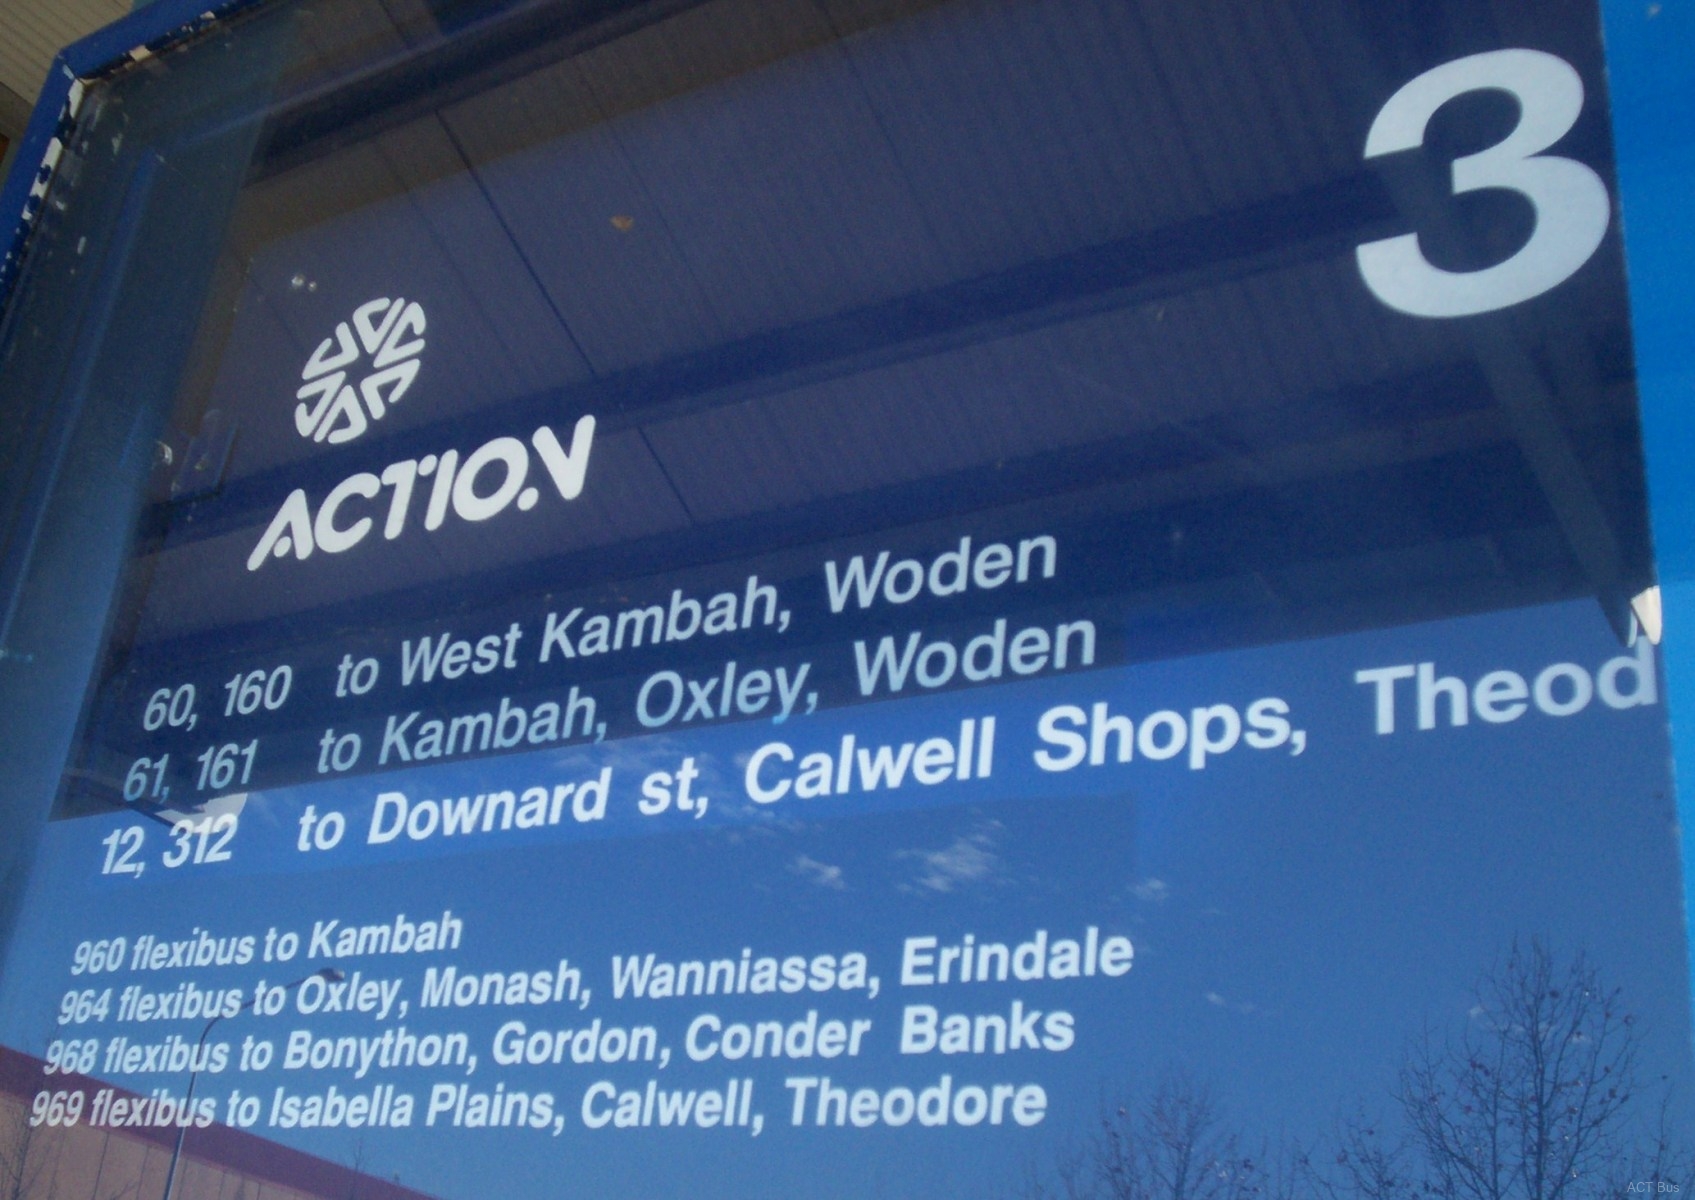 3
ACTION
60, 160 to West Kambah, Woden
61, 161 to Kambah, Oxley, Woden
12, 312 to Downard st, Calwell Shops, Theod
960 flexibus to Kambah
964 flexibus to Oxley, Monash, Wanniassa, Erindale
968 flexibus to Bonython, Gordon, Conder Banks
969 flexibus to Isabella Plains, Calwell, Theodore
ACT Bus